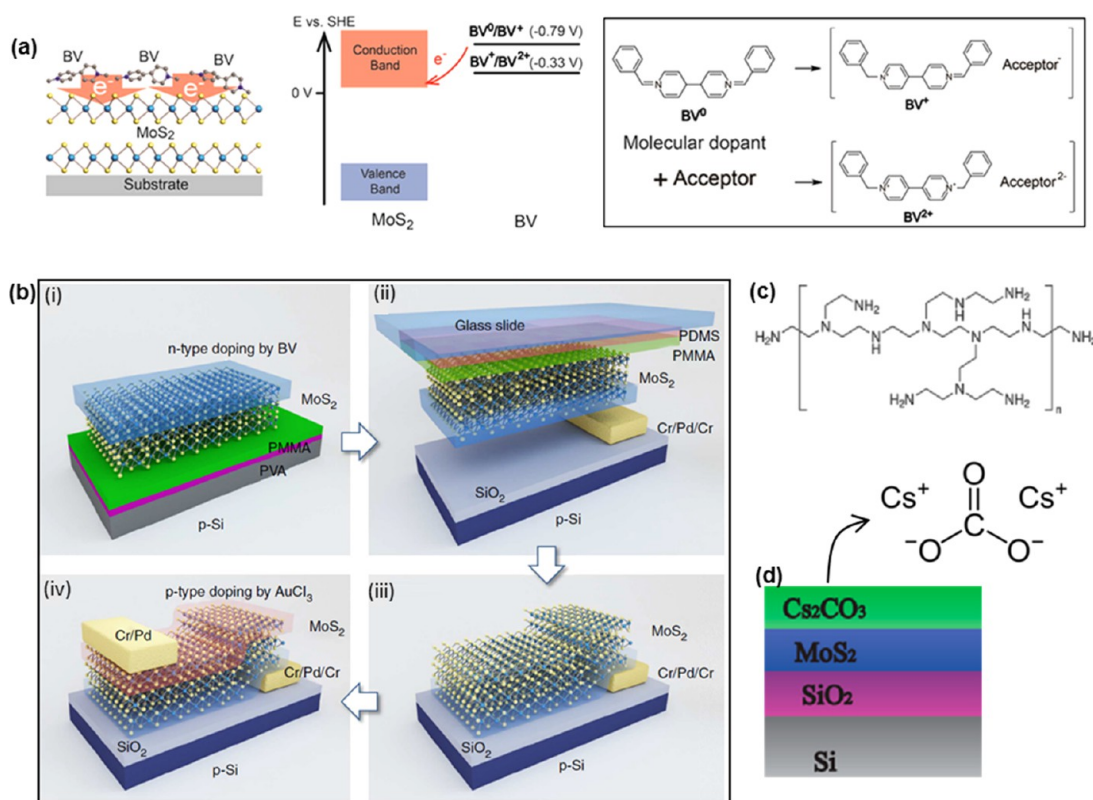 (a)
BV BV BV
e⁻ e⁻
MoS₂
Substrate
E vs. SHE
0 V
Conduction
Band
Valence
Band
MoS₂
e⁻
BV⁰/BV⁺ (-0.79 V)
BV⁺/BV²⁺(-0.33 V)
BV
BV⁰
Molecular dopant
+ Acceptor
Acceptor⁻
BV⁺
Acceptor²⁻
BV²⁺
(b)
(i)
n-type doping by BV
MoS₂
PMMA
PVA
p-Si
(ii)
Glass slide
PDMS
PMMA
MoS₂
Cr/Pd/Cr
SiO₂
p-Si
(iv)
p-type doping by AuCl₃
Cr/Pd
MoS₂
Cr/Pd/Cr
SiO₂
p-Si
(iii)
MoS₂
Cr/Pd/Cr
SiO₂
p-Si
(c)
NH₂ H NH₂
N
H₂N N N N N N N NH₂
H H
N
H₂N N NH₂
n
Cs⁺ O Cs⁺
C
⁻O O⁻
(d)
Cs₂CO₃
MoS₂
SiO₂
Si